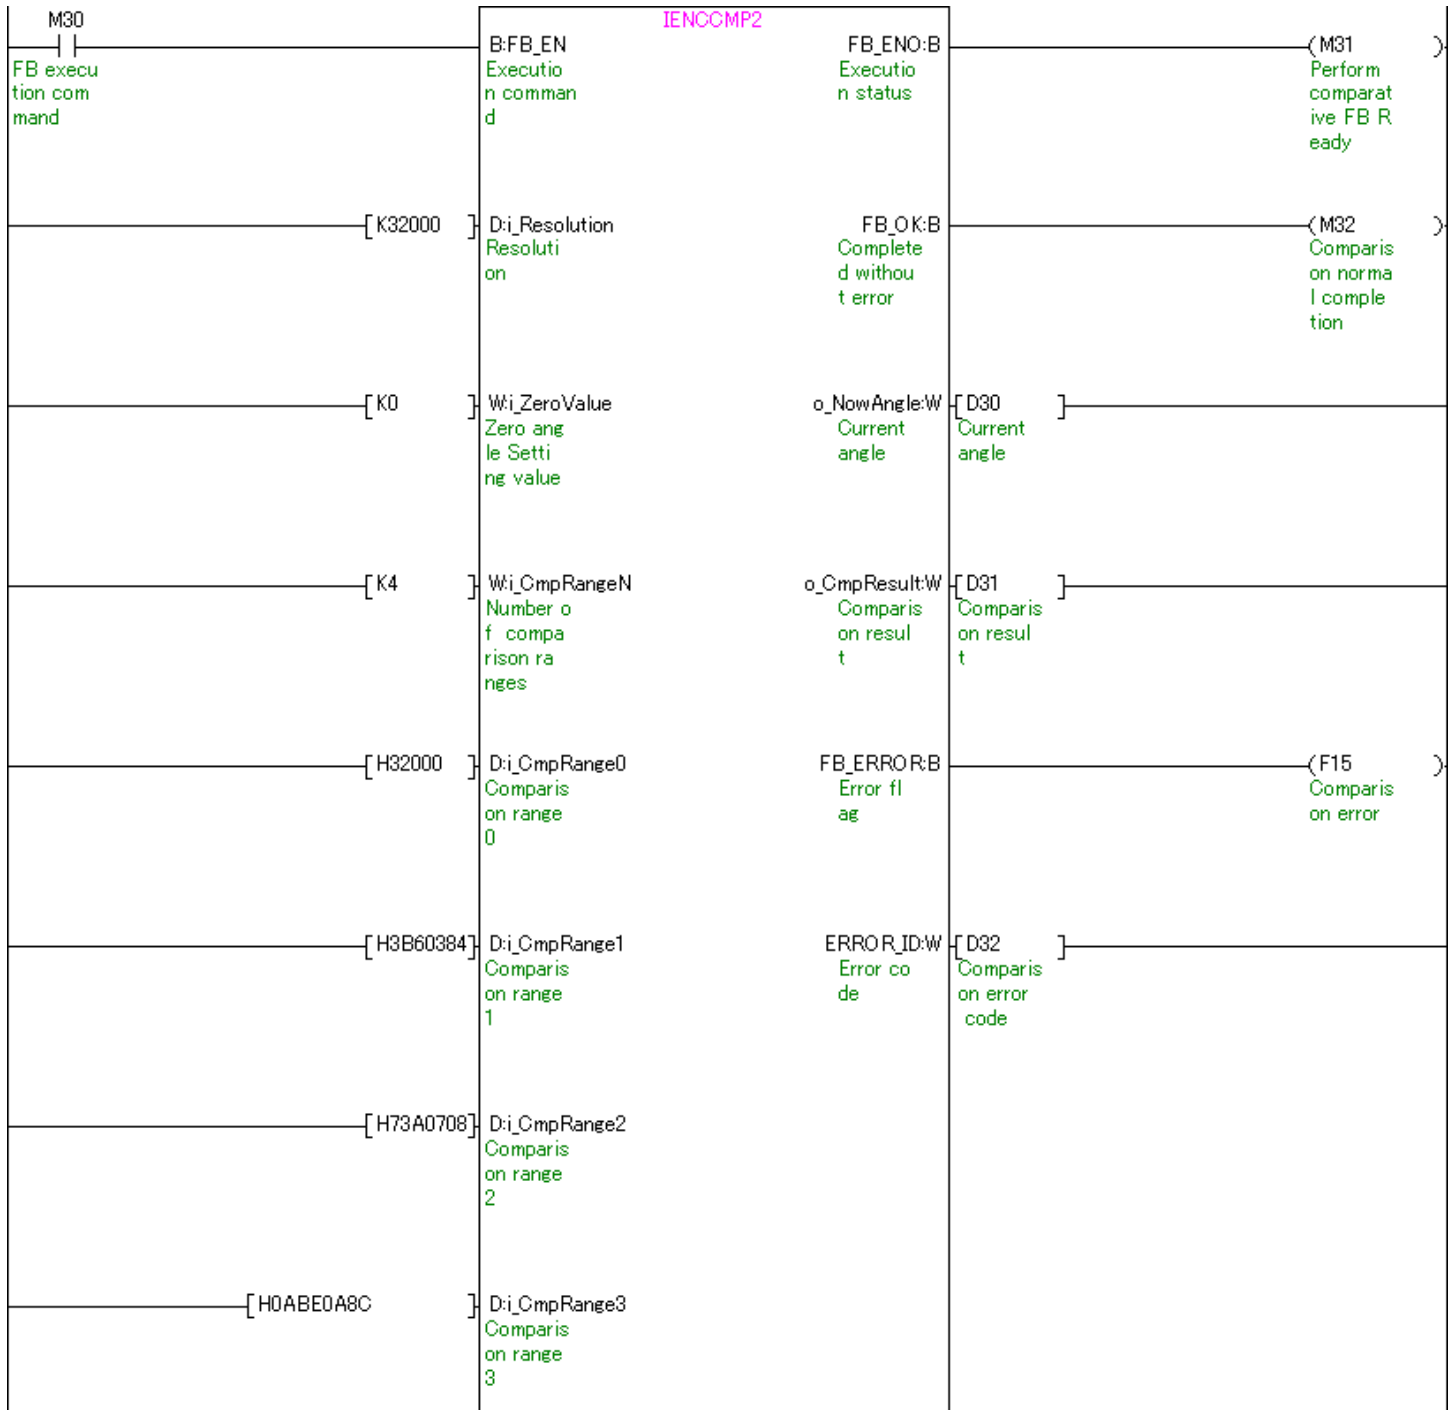 M30
IENCCMP2
B:FB_EN
FB_ENO:B
(M31 )
FB execu
tion com
mand
Executio
n comman
d
Executio
n status
Perform
comparat
ive FB R
eady
[K32000 ]
D:i_Resolution
FB_OK:B
(M32 )
Resoluti
on
Complete
d withou
t error
Comparis
on norma
l comple
tion
[K0 ]
W:i_ZeroValue
o_NowAngle:W
[D30 ]
Zero ang
le Setti
ng value
Current
angle
Current
angle
[K4 ]
W:i_CmpRangeN
o_CmpResult:W
[D31 ]
Number o
f compa
rison ra
nges
Comparis
on resul
t
Comparis
on resul
t
[H32000 ]
D:i_CmpRange0
FB_ERROR:B
(F15 )
Comparis
on range
0
Error fl
ag
Comparis
on error
[H3B60384]
D:i_CmpRange1
ERROR_ID:W
[D32 ]
Comparis
on range
1
Error co
de
Comparis
on error
code
[H73A0708]
D:i_CmpRange2
Comparis
on range
2
[H0ABE0A8C ]
D:i_CmpRange3
Comparis
on range
3